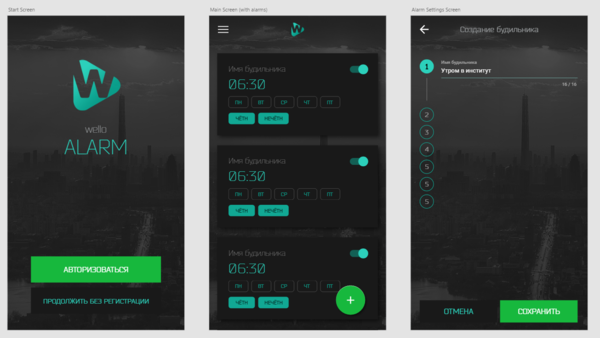 Start Screen
wello
ALARM
АВТОРИЗОВАТЬСЯ
ПРОДОЛЖИТЬ БЕЗ РЕГИСТРАЦИИ
Main Screen (with alarms)
Имя будильника
06:30
ПН ВТ СР ЧТ ПТ
ЧЁТН НЕЧЁТН
Имя будильника
06:30
ПН ВТ СР ЧТ ПТ
ЧЁТН НЕЧЁТН
Имя будильника
06:30
ПН ВТ СР ЧТ ПТ
ЧЁТН НЕЧЁТН
+
Alarm Settings Screen
Создание будильника
1
Имя будильника
Утром в институт
16 / 16
2
3
4
5
5
5
ОТМЕНА
СОХРАНИТЬ